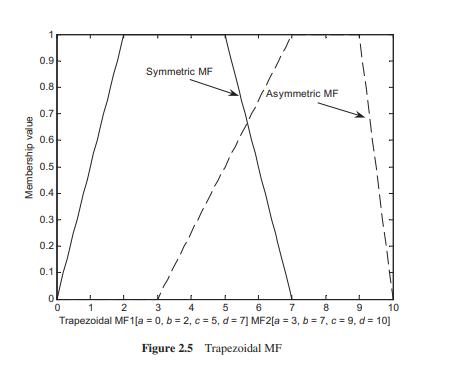 1
0.9
0.8
0.7
0.6
0.5
0.4
0.3
0.2
0.1
0
Membership value
Symmetric MF
Asymmetric MF
0 1 2 3 4 5 6 7 8 9 10
Trapezoidal MF1[a = 0, b = 2, c = 5, d = 7] MF2[a = 3, b = 7, c = 9, d = 10]
Figure 2.5 Trapezoidal MF